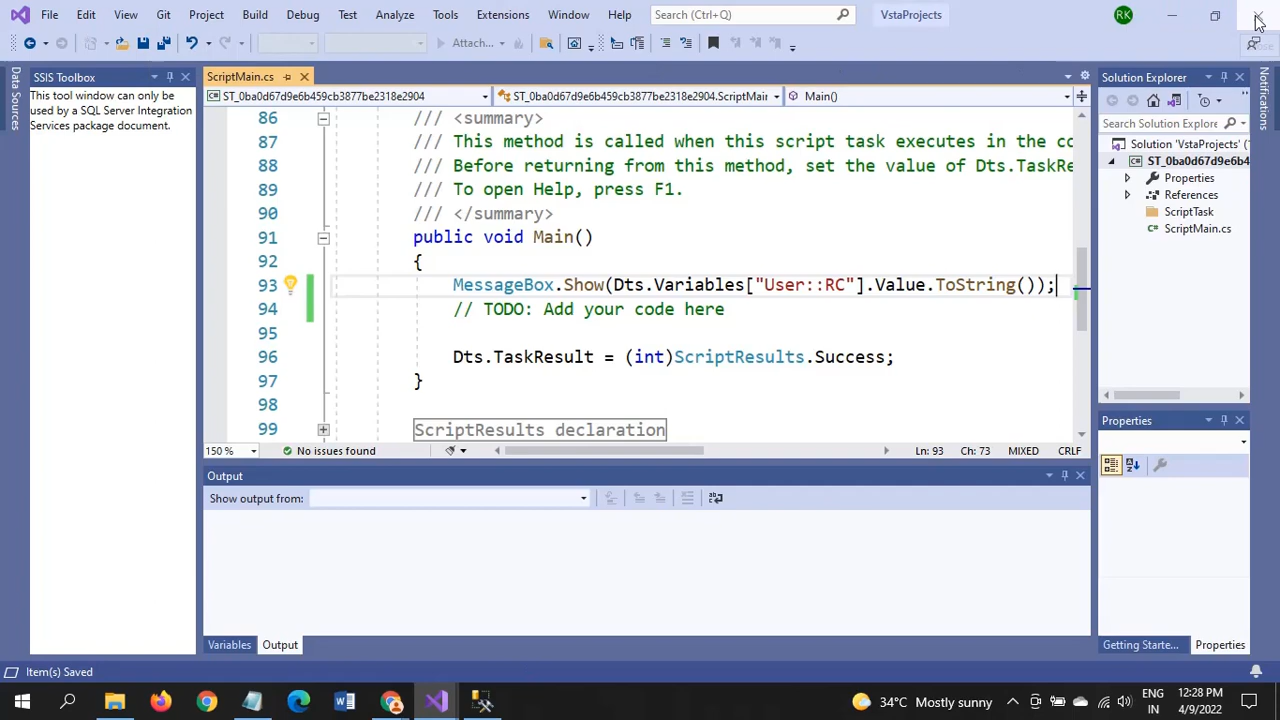 File Edit View Git Project Build Debug Test Analyze Tools Extensions Window Help Search (Ctrl+Q) VstaProjects RK
Attach...
SSIS Toolbox
This tool window can only be used by a SQL Server Integration Services package document.
Data Sources
ScriptMain.cs
ST_0ba0d67d9e6b459cb3877be2318e2904 ST_0ba0d67d9e6b459cb3877be2318e2904.ScriptMain Main()
86 /// <summary>
87 /// This method is called when this script task executes in the co
88 /// Before returning from this method, set the value of Dts.TaskRe
89 /// To open Help, press F1.
90 /// </summary>
91 public void Main()
92 {
93 MessageBox.Show(Dts.Variables["User::RC"].Value.ToString());
94 // TODO: Add your code here
95
96 Dts.TaskResult = (int)ScriptResults.Success;
97 }
98
99 ScriptResults declaration
150 % No issues found Ln: 93 Ch: 73 MIXED CRLF
Output
Show output from:
Variables Output
Solution Explorer
Search Solution Explore
Solution 'VstaProjects' (
ST_0ba0d67d9e6b4
Properties
References
ScriptTask
ScriptMain.cs
Properties
Getting Starte... Properties
Notifications
Item(s) Saved
34°C Mostly sunny ENG IN 12:28 PM 4/9/2022